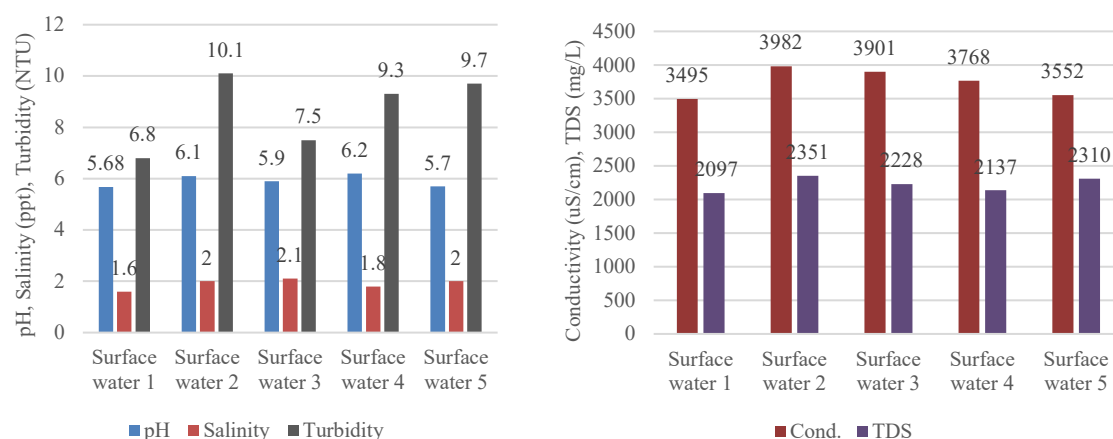 pH, Salinity (ppt), Turbidity (NTU)
12
10
8
6
4
2
0
5.68
1.6
6.8
6.1
2
10.1
5.9
2.1
7.5
6.2
1.8
9.3
5.7
2
9.7
Surface water 1
Surface water 2
Surface water 3
Surface water 4
Surface water 5
pH
Salinity
Turbidity
Conductivity (uS/cm), TDS (mg/L)
4500
4000
3500
3000
2500
2000
1500
1000
500
0
3495
2097
3982
2351
3901
2228
3768
2137
3552
2310
Surface water 1
Surface water 2
Surface water 3
Surface water 4
Surface water 5
Cond.
TDS